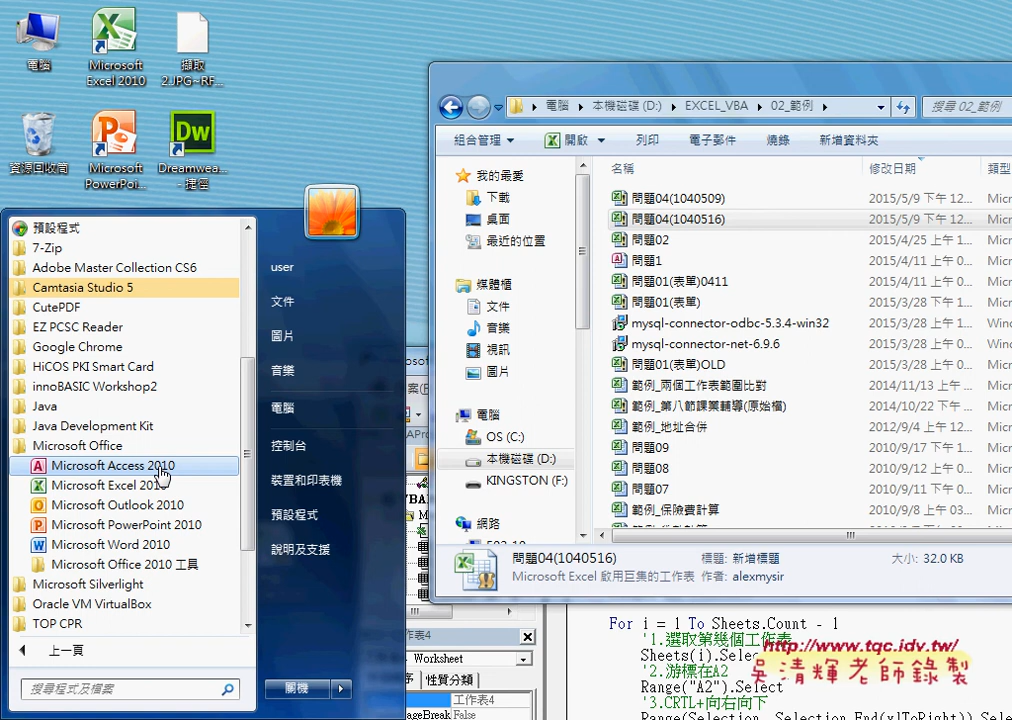 電腦
Microsoft
Excel 2010
擷取
2.JPG~RF...
資源回收筒
Microsoft
PowerPoi...
Dreamwea...
- 捷徑
預設程式
7-Zip
Adobe Master Collection CS6
Camtasia Studio 5
CutePDF
EZ PCSC Reader
Google Chrome
HiCOS PKI Smart Card
innoBASIC Workshop2
Java
Java Development Kit
Microsoft Office
Microsoft Access 2010
Microsoft Excel 2010
Microsoft Outlook 2010
Microsoft PowerPoint 2010
Microsoft Word 2010
Microsoft Office 2010 工具
Microsoft Silverlight
Oracle VM VirtualBox
TOP CPR
上一頁
搜尋程式及檔案
user
文件
圖片
音樂
電腦
控制台
裝置和印表機
預設程式
說明及支援
關機
電腦 本機磁碟 (D:) EXCEL_VBA 02_範例
搜尋 02_範例
組合管理 開啟 列印 電子郵件 燒錄 新增資料夾
我的最愛
下載
桌面
最近的位置
媒體櫃
文件
音樂
視訊
圖片
電腦
OS (C:)
本機磁碟 (D:)
KINGSTON (F:)
網路
名稱 修改日期 類型
問題04(1040509) 2015/5/9 下午 12... Micr
問題04(1040516) 2015/5/9 下午 12... Micr
問題02 2015/4/25 上午 1... Micr
問題1 2015/4/11 上午 0... Micr
問題01(表單)0411 2015/4/11 上午 0... Micr
問題01(表單) 2015/3/28 下午 1... Micr
mysql-connector-odbc-5.3.4-win32 2015/3/28 上午 1... Winc
mysql-connector-net-6.9.6 2015/3/28 上午 1... Winc
問題01(表單)OLD 2015/3/28 上午 0... Micr
範例_兩個工作表範圍比對 2014/11/13 上午 ... Micr
範例_第八節課業輔導(原始檔) 2014/10/22 下午 ... Micr
範例_地址合併 2012/9/4 上午 12... Micr
問題09 2010/9/17 上午 1... Micr
問題08 2010/9/12 上午 0... Micr
問題07 2010/9/11 下午 0... Micr
範例_保險費計算 2010/9/8 上午 03... Micr
問題04(1040516) 標題: 新增標題 大小: 32.0 KB
Microsoft Excel 啟用巨集的工作表 作者: alexmysir
作表4
Worksheet
性質分類
工作表4
ageBreak False
For i = 1 To Sheets.Count - 1
'1.選取第幾個工作表
Sheets(i).Selec
'2.游標在A2
Range("A2").Select
'3.CRTL+向右向下
Range(Selection, Selection.End(xlToRight)).Selec
http://www.tqc.idv.tw/
吳清輝老師錄製